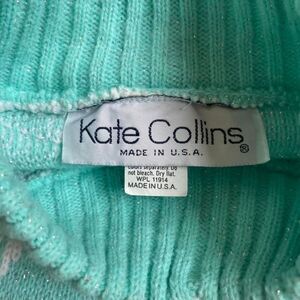 Kate Collins
MADE IN U.S.A. ®
colors separately. Do
not bleach. Dry flat.
WPL 11914
MADE IN U.S.A.